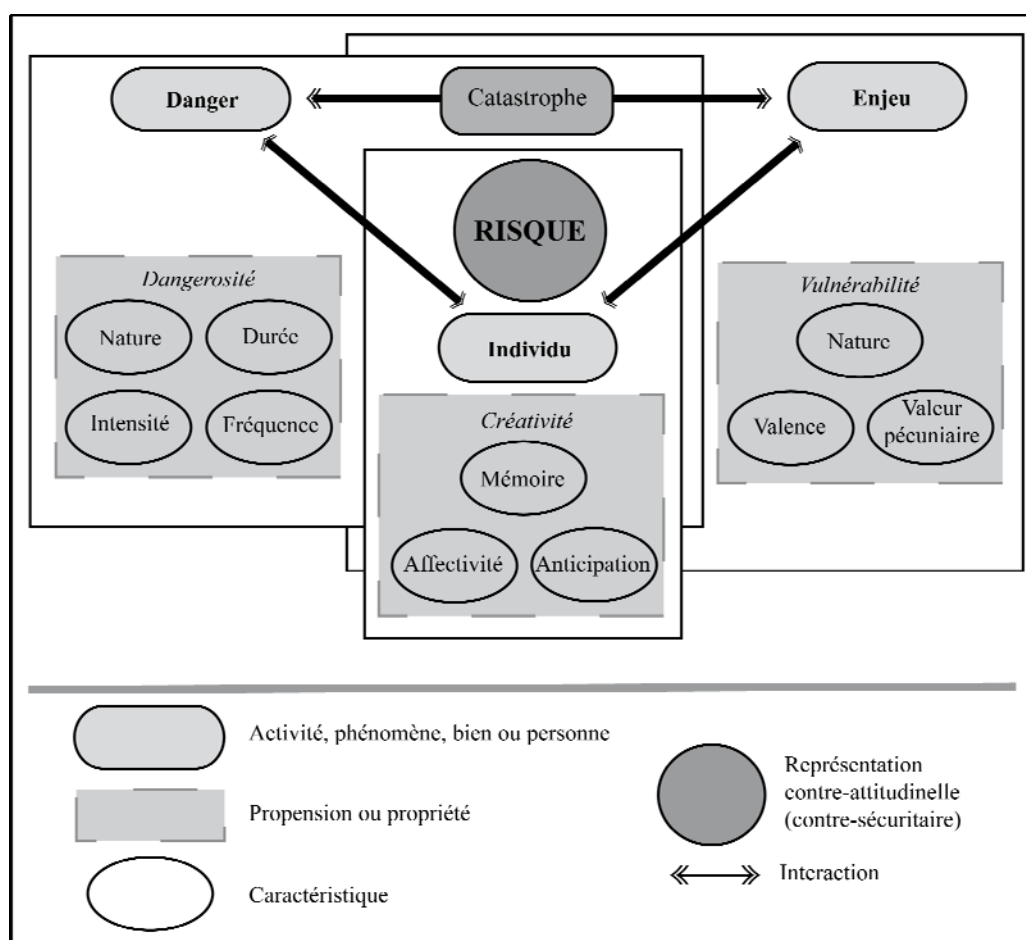 Danger
Catastrophe
Enjeu
RISQUE
Individu
Dangerosité
Nature
Durée
Intensité
Fréquence
Créativité
Mémoire
Affectivité
Anticipation
Vulnérabilité
Nature
Valence
Valeur
pécuniaire
Activité, phénomène, bien ou personne
Propension ou propriété
Caractéristique
Représentation
contre-attitudinelle
(contre-sécuritaire)
Interaction